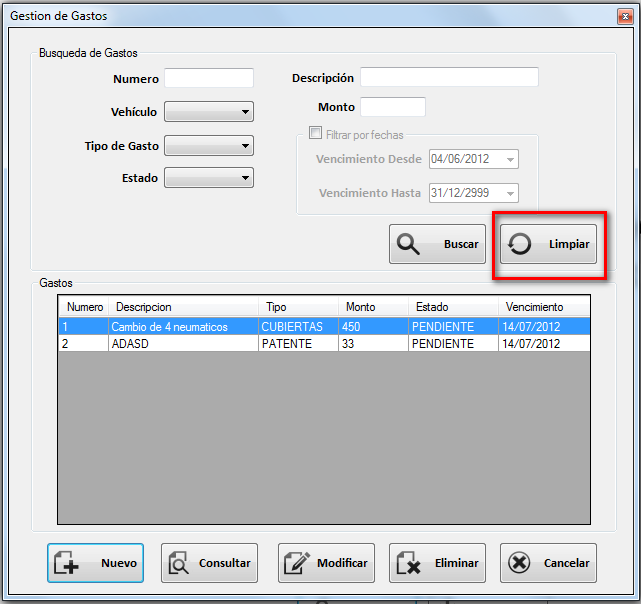 Gestion de Gastos
Busqueda de Gastos
Numero
Descripción
Vehículo
Monto
Filtrar por fechas
Tipo de Gasto
Vencimiento Desde 04/06/2012
Estado
Vencimiento Hasta 31/12/2999
Buscar
Limpiar
Gastos
Numero Descripcion Tipo Monto Estado Vencimiento
1 Cambio de 4 neumaticos CUBIERTAS 450 PENDIENTE 14/07/2012
2 ADASD PATENTE 33 PENDIENTE 14/07/2012
Nuevo Consultar Modificar Eliminar Cancelar